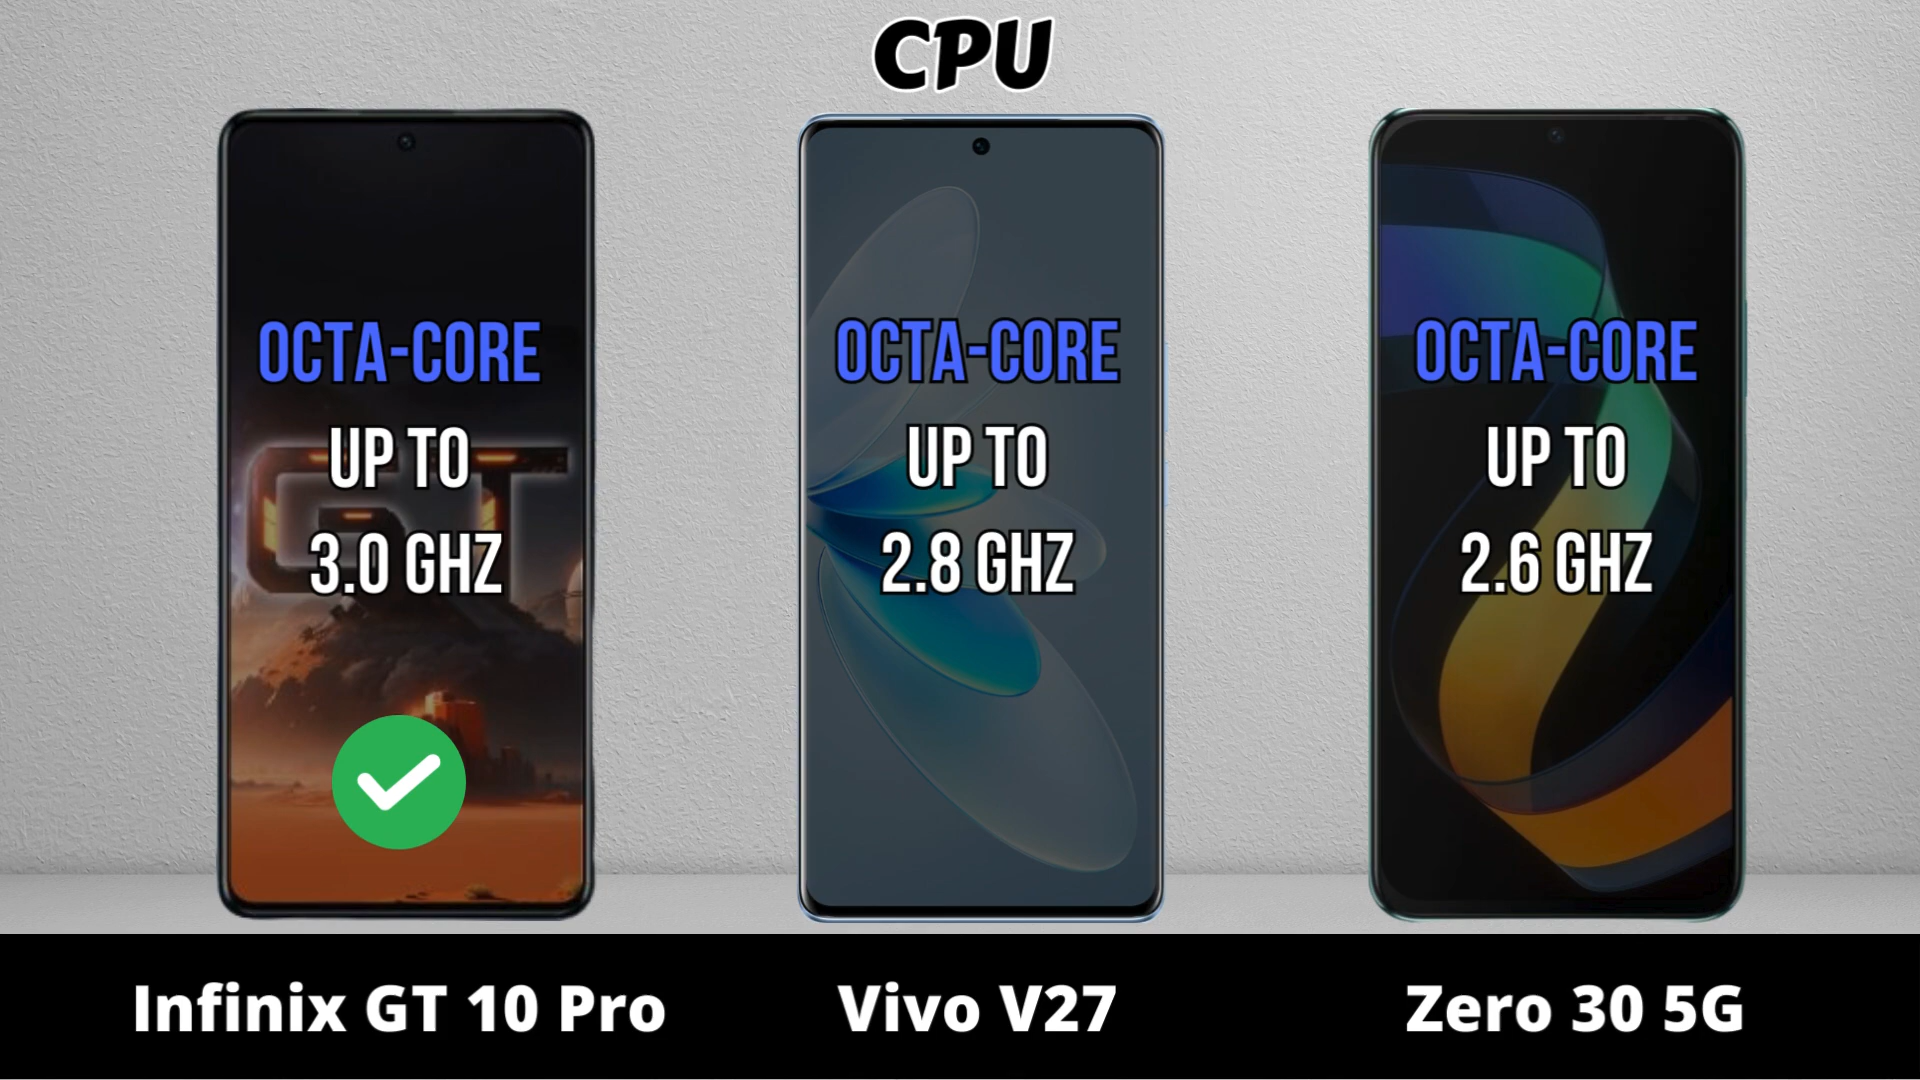 CPU
OCTA-CORE
UP TO
3.0 GHZ
GT
OCTA-CORE
UP TO
2.8 GHZ
OCTA-CORE
UP TO
2.6 GHZ
Infinix GT 10 Pro
Vivo V27
Zero 30 5G